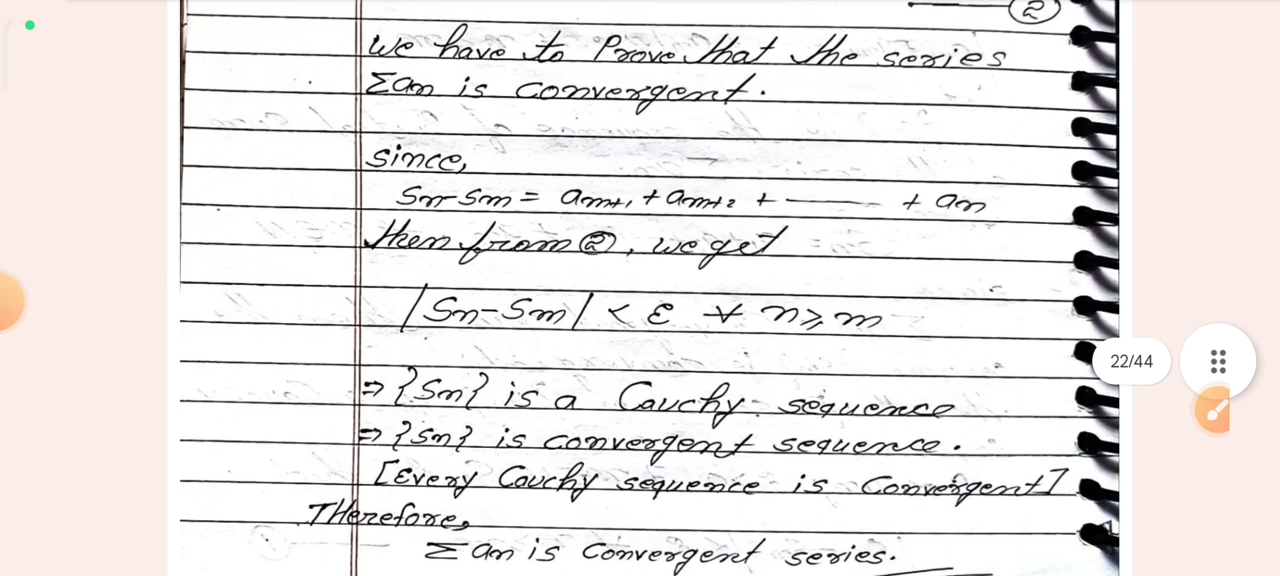 ②
We have to Prove that the series
Σan is convergent.
since,
Sn-Sm = am+1 + am+2 + ——— + an
then from ②, we get
|Sn-Sm| < ε ∀ n≥m
⇒ {Sn} is a Cauchy sequence
⇒ {Sn} is convergent sequence.
[Every Cauchy sequence is Convergent]
22/44
THerefore,
Σ an is Convergent series.